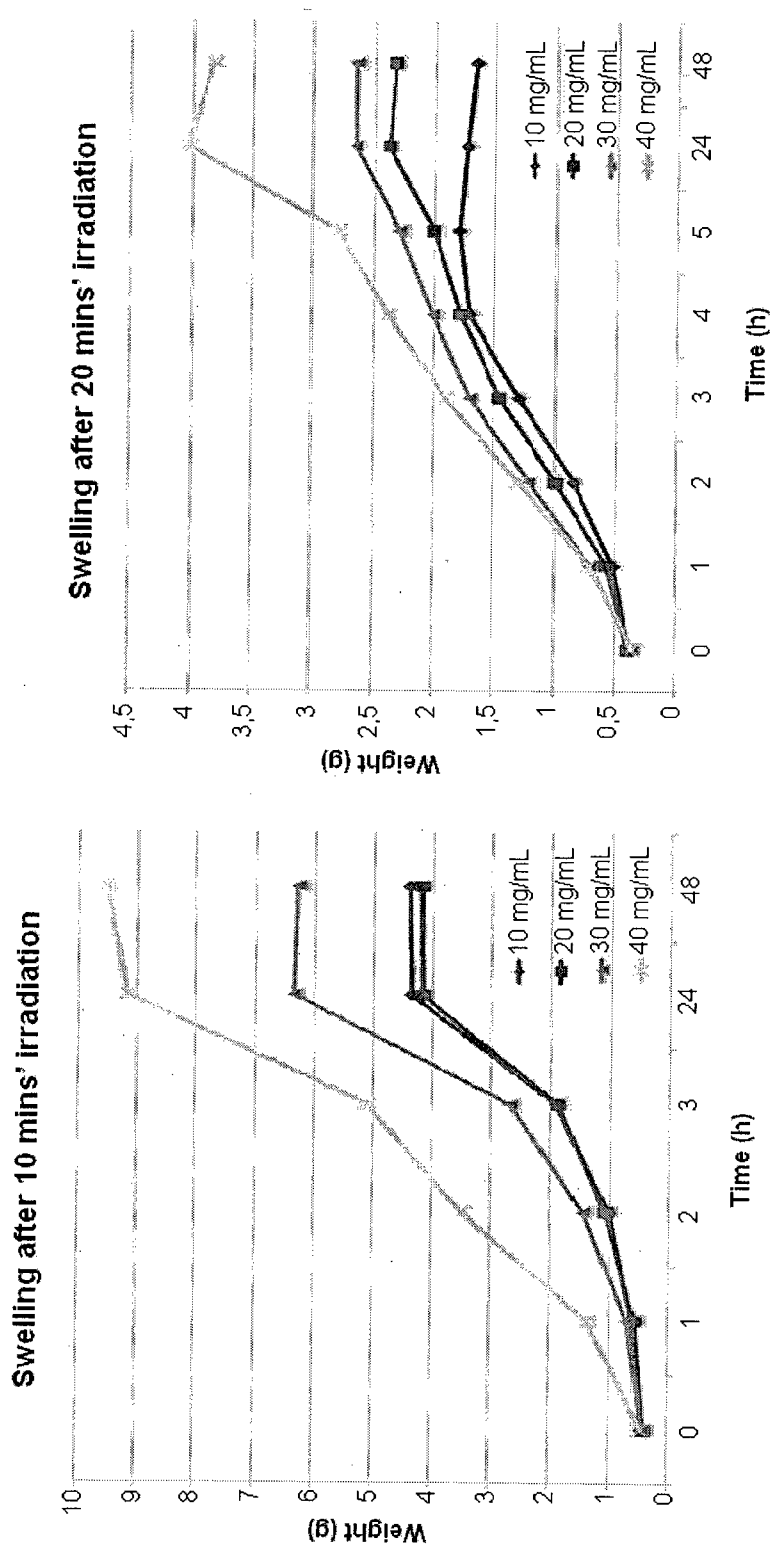 Swelling after 10 mins' irradiation
Weight (g)
10
9
8
7
6
5
4
3
2
1
0
0
1
2
3
24
48
Time (h)
10 mg/mL
20 mg/mL
30 mg/mL
40 mg/mL
Swelling after 20 mins' irradiation
Weight (g)
4,5
4
3,5
3
2,5
2
1,5
1
0,5
0
0
1
2
3
4
5
24
48
Time (h)
10 mg/mL
20 mg/mL
30 mg/mL
40 mg/mL